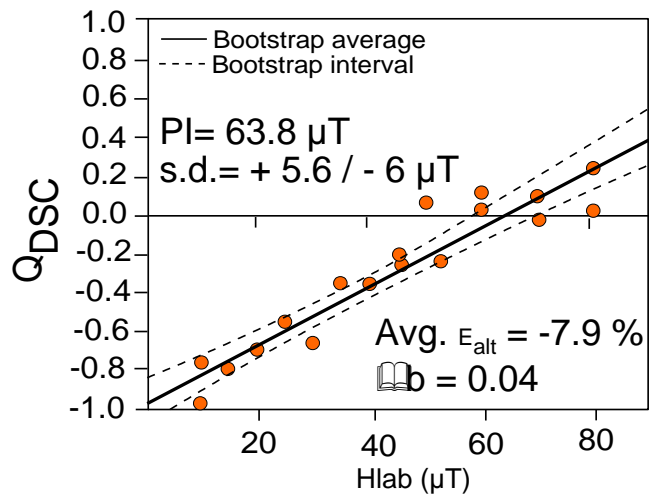 1.0
0.8
0.6
0.4
0.2
0.0
-0.2
-0.4
-0.6
-0.8
-1.0
QDSC
Bootstrap average
Bootstrap interval
PI= 63.8 µT
s.d.= + 5.6 / - 6 µT
Avg. Ealt = -7.9 %
🕮b = 0.04
20 40 60 80
Hlab (µT)